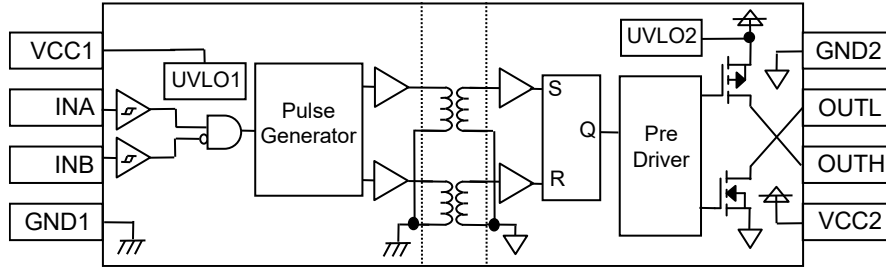 VCC1
INA
INB
GND1
UVLO1
Pulse
Generator
S
Q
R
Pre
Driver
UVLO2
GND2
OUTL
OUTH
VCC2